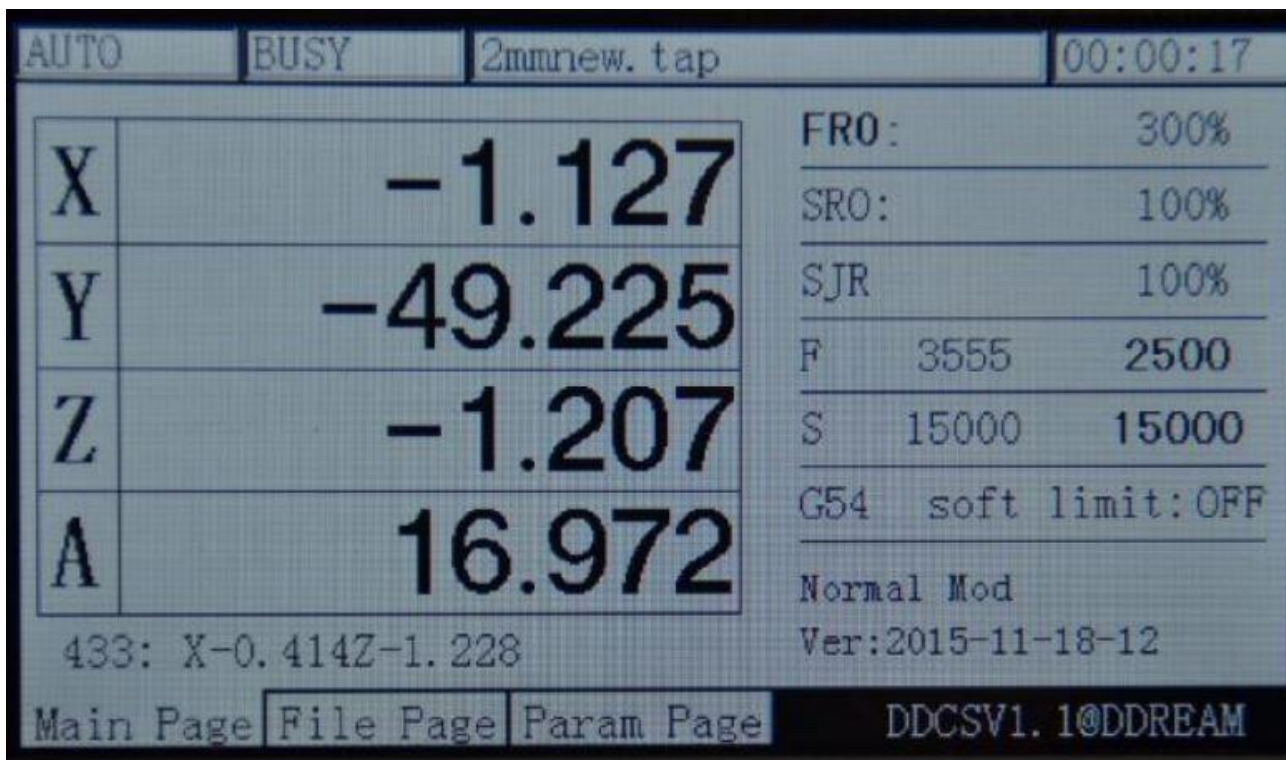 AUTO BUSY 2mmnew.tap 00:00:17
X -1.127
Y -49.225
Z -1.207
A 16.972
433: X-0.414Z-1.228
FRO: 300%
SRO: 100%
SJR 100%
F 3555 2500
S 15000 15000
G54 soft limit:OFF
Normal Mod
Ver:2015-11-18-12
Main Page File Page Param Page DDCSV1.1@DDREAM